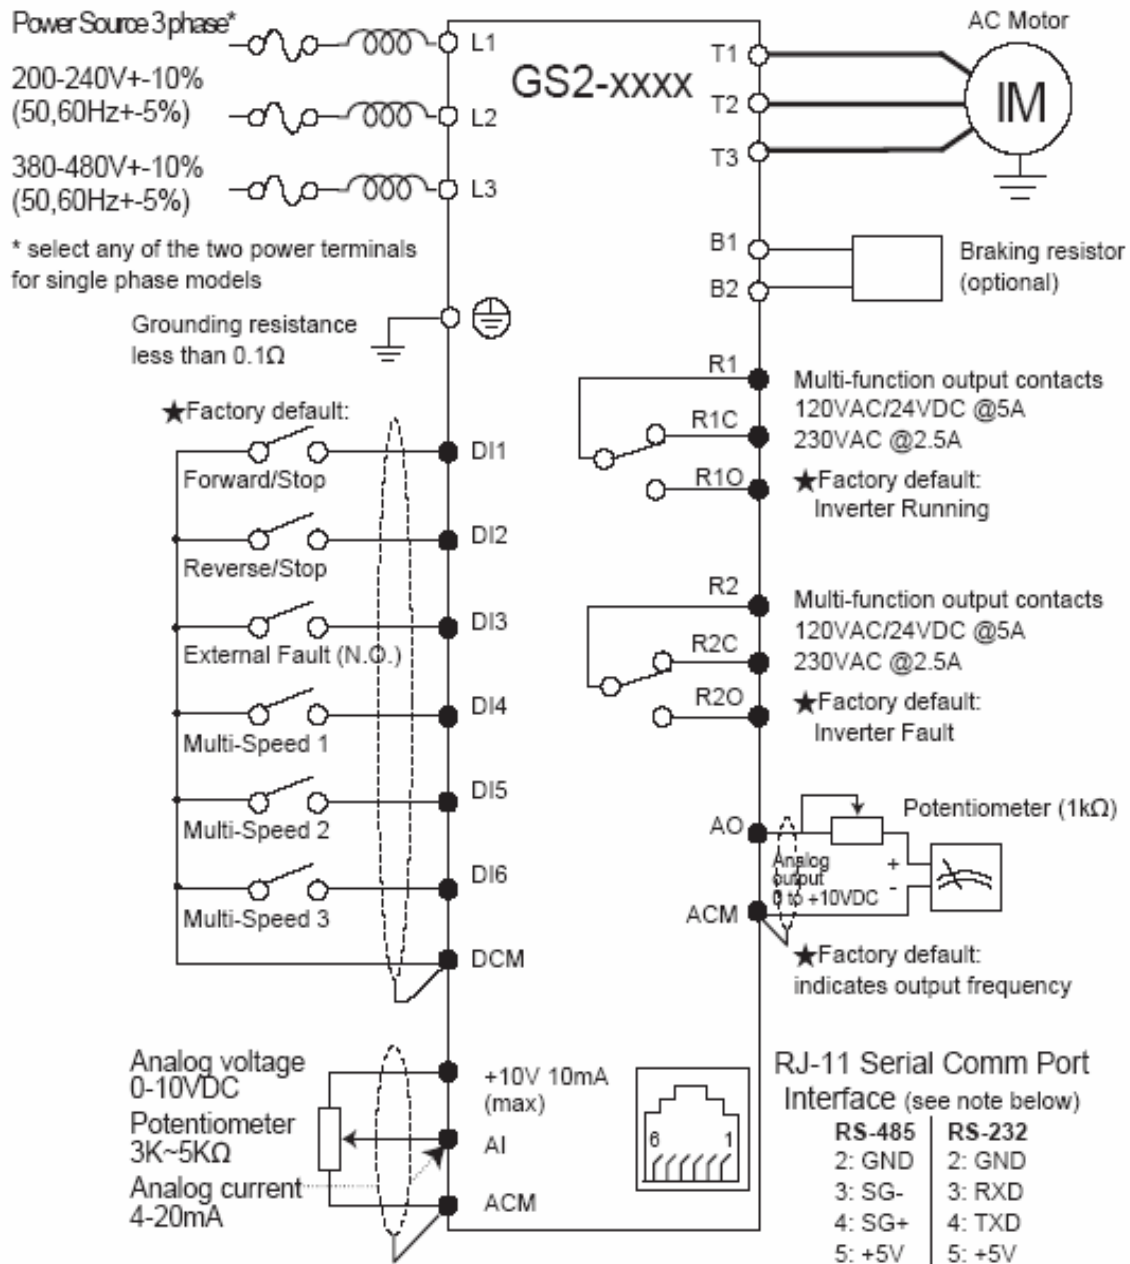 Power Source 3phase*
200-240V+-10%
(50,60Hz+-5%)
380-480V+-10%
(50,60Hz+-5%)
* select any of the two power terminals
for single phase models
L1
L2
L3
GS2-xxxx
T1
T2
T3
AC Motor
IM
B1
B2
Braking resistor
(optional)
Grounding resistance
less than 0.1Ω
★Factory default:
Forward/Stop
DI1
Reverse/Stop
DI2
External Fault (N.O.)
DI3
Multi-Speed 1
DI4
Multi-Speed 2
DI5
Multi-Speed 3
DI6
DCM
R1
R1C
R1O
Multi-function output contacts
120VAC/24VDC @5A
230VAC @2.5A
★Factory default:
Inverter Running
R2
R2C
R2O
Multi-function output contacts
120VAC/24VDC @5A
230VAC @2.5A
★Factory default:
Inverter Fault
AO
ACM
Potentiometer (1kΩ)
Analog
output
0 to +10VDC
+
-
★Factory default:
indicates output frequency
Analog voltage
0-10VDC
Potentiometer
3K~5KΩ
Analog current
4-20mA
+10V 10mA
(max)
AI
ACM
6 1
RJ-11 Serial Comm Port
Interface (see note below)
RS-485 RS-232
2: GND 2: GND
3: SG- 3: RXD
4: SG+ 4: TXD
5: +5V 5: +5V